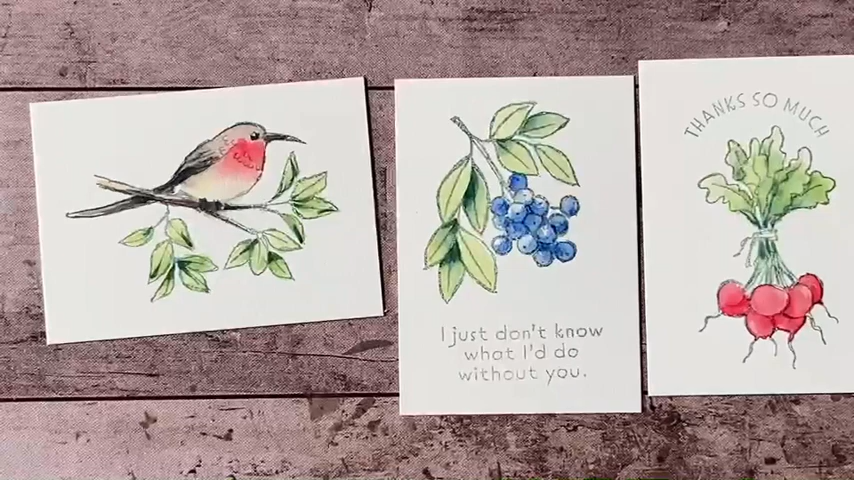 I just don't know
what I'd do
without you.
THANKS SO MUCH